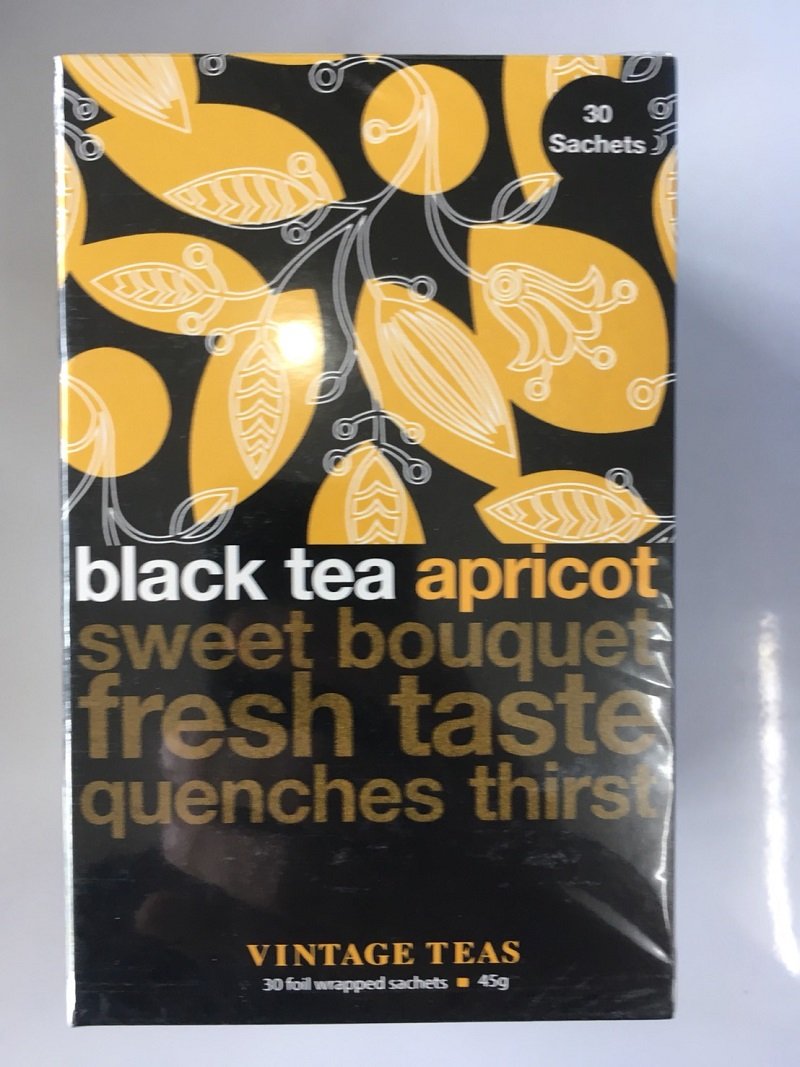 30
Sachets
black tea apricot
sweet bouquet
fresh taste
quenches thirst
VINTAGE TEAS
30 foil wrapped sachets ■ 45g